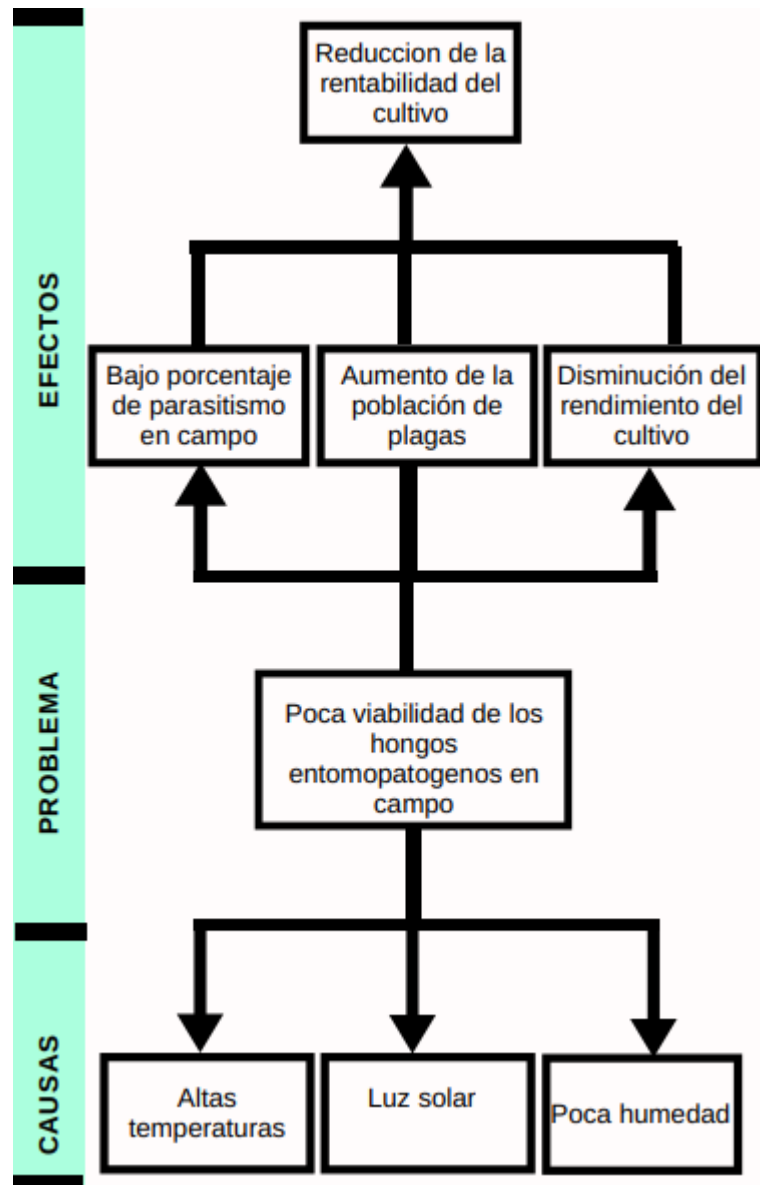 Reduccion de la
rentabilidad del
cultivo
EFECTOS
Bajo porcentaje
de parasitismo
en campo
Aumento de la
población de
plagas
Disminución del
rendimiento del
cultivo
PROBLEMA
Poca viabilidad de los
hongos
entomopatogenos en
campo
CAUSAS
Altas
temperaturas
Luz solar
Poca humedad